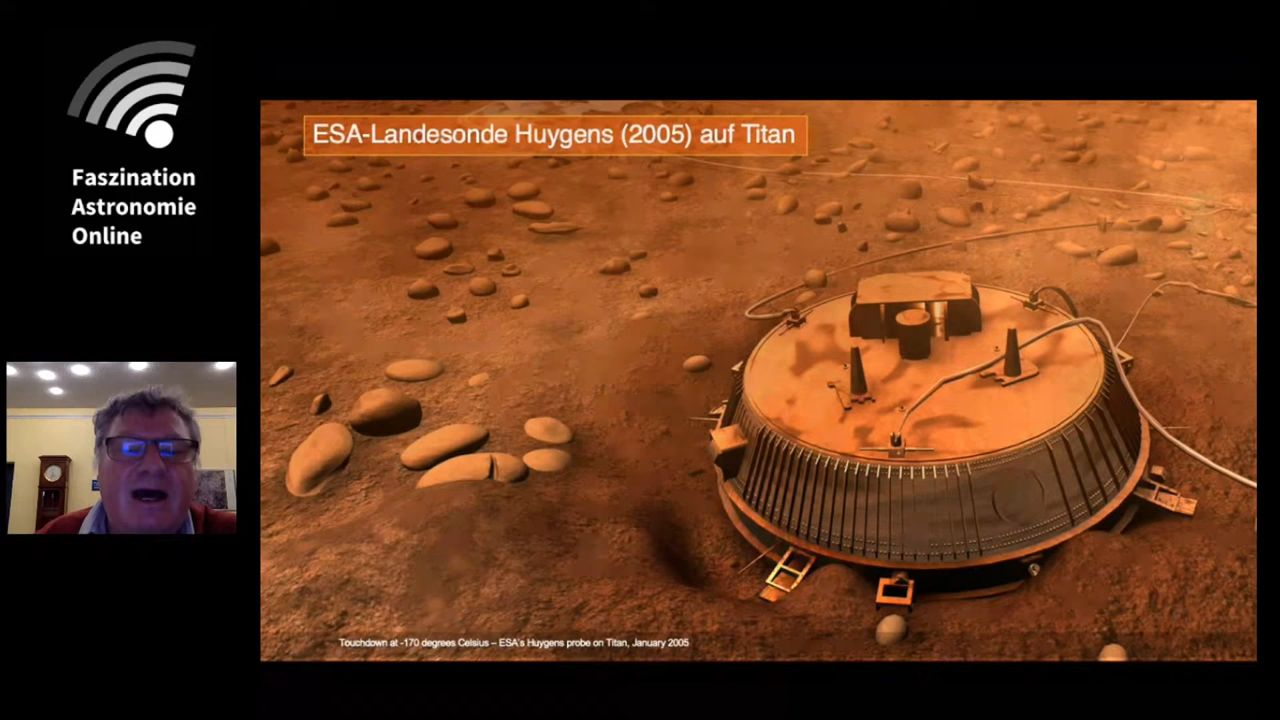 Faszination
Astronomie
Online
ESA-Landesonde Huygens (2005) auf Titan
Touchdown at -170 degrees Celsius – ESA's Huygens probe on Titan, January 2005